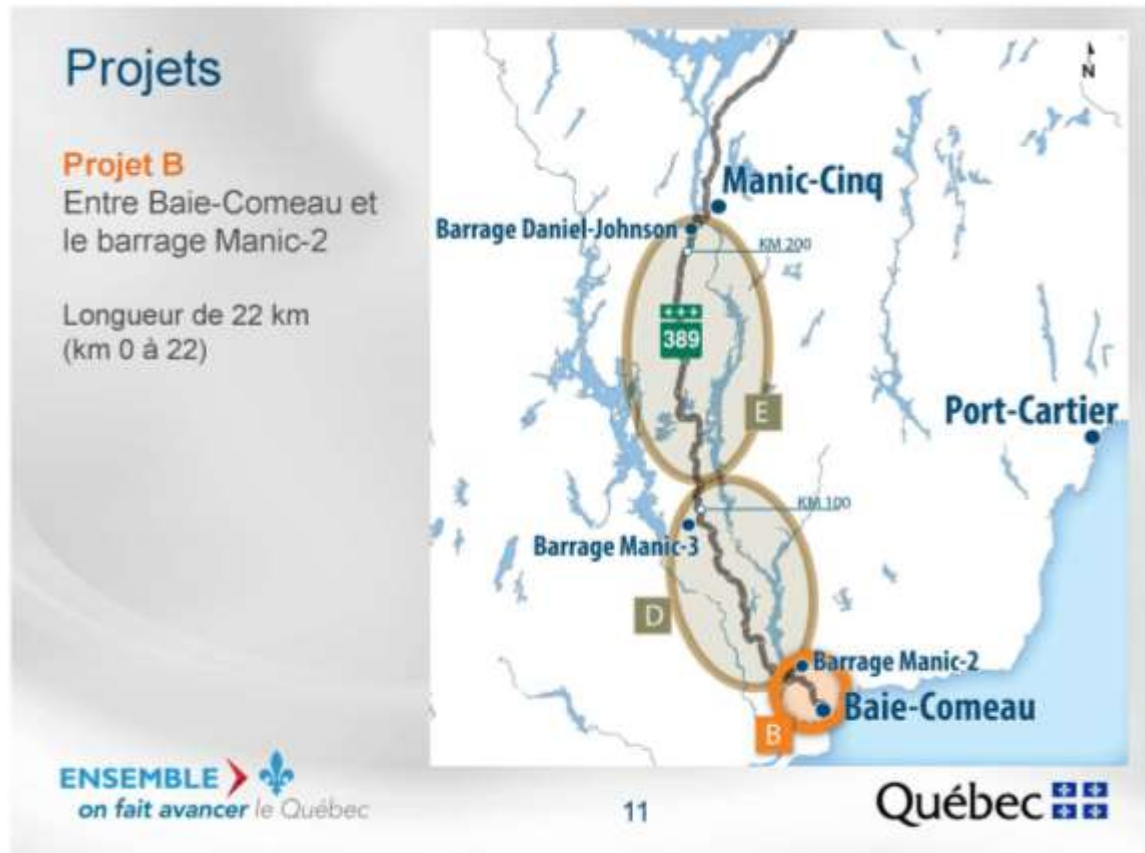 Projets
Projet B
Entre Baie-Comeau et
le barrage Manic-2
Longueur de 22 km
(km 0 à 22)
N
Manic-Cinq
Barrage Daniel-Johnson
KM 200
389
E
Port-Cartier
KM 100
Barrage Manic-3
D
Barrage Manic-2
Baie-Comeau
B
ENSEMBLE
on fait avancer le Québec
11
Québec